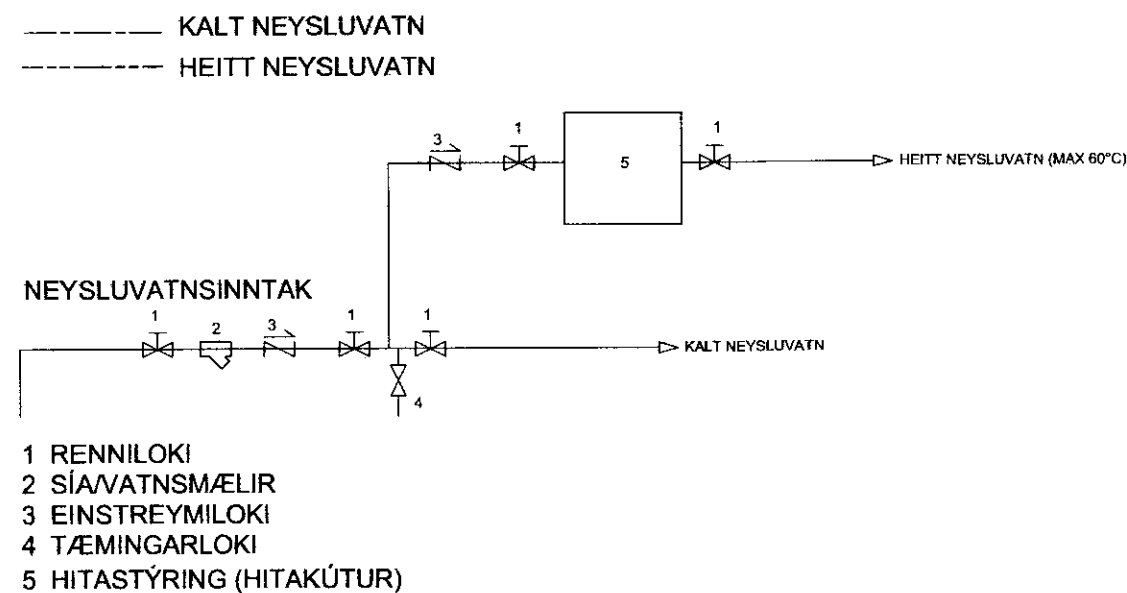 KALT NEYSLUVATN
HEITT NEYSLUVATN
3
1
5
1
HEITT NEYSLUVATN (MAX 60°C)
NEYSLUVATNSINNTAK
1
2
3
1
1
KALT NEYSLUVATN
4
1 RENNILOKI
2 SÍA/VATNSMÆLIR
3 EINSTREYMILOKI
4 TÆMINGARLOKI
5 HITASTÝRING (HITAKÚTUR)